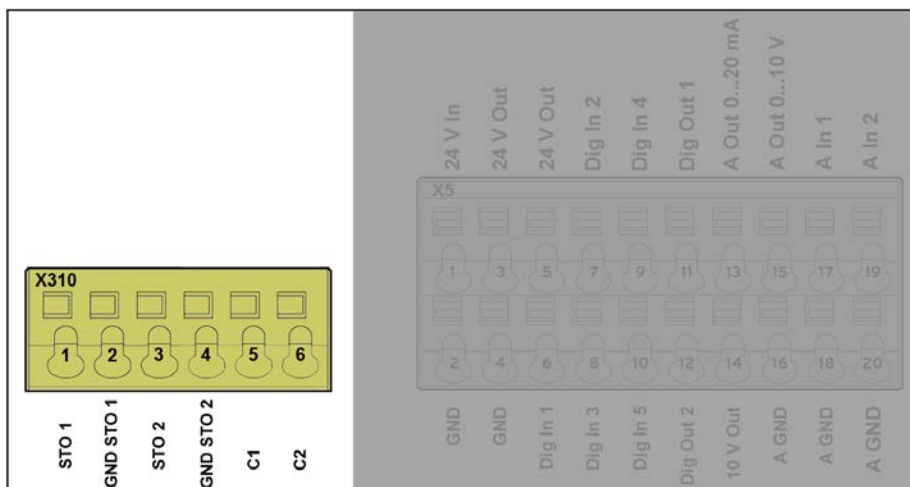 24 V In
24 V Out
24 V Out
Dig In 2
Dig In 4
Dig Out 1
A Out 0...20 mA
A Out 0...10 V
A In 1
A In 2
X5
1 3 5 7 9 11 13 15 17 19
2 4 6 8 10 12 14 16 18 20
GND
GND
Dig In 1
Dig In 3
Dig In 5
Dig Out 2
10 V Out
A GND
A GND
A GND
X310
1 2 3 4 5 6
STO 1
GND STO 1
STO 2
GND STO 2
C1
C2